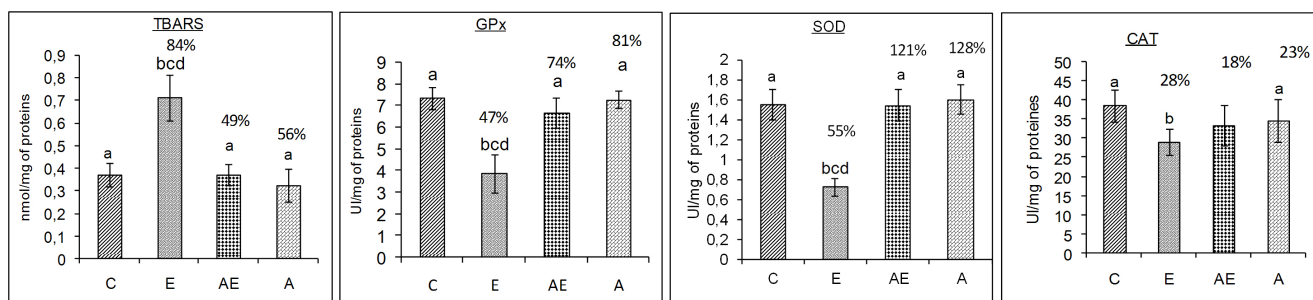 TBARS
84%
bcd
49%
56%
a
a
a
nmol/mg of proteins
0,9
0,8
0,7
0,6
0,5
0,4
0,3
0,2
0,1
0
C E AE A
GPx
81%
74%
47%
a
a
a
bcd
UI/mg of proteins
9
8
7
6
5
4
3
2
1
0
C E AE A
SOD
121%
128%
55%
a
a
a
bcd
UI/mg of proteins
2
1,8
1,6
1,4
1,2
1
0,8
0,6
0,4
0,2
0
C E AE A
CAT
23%
18%
28%
a
a
b
UI/mg of proteines
50
45
40
35
30
25
20
15
10
5
0
C E AE A